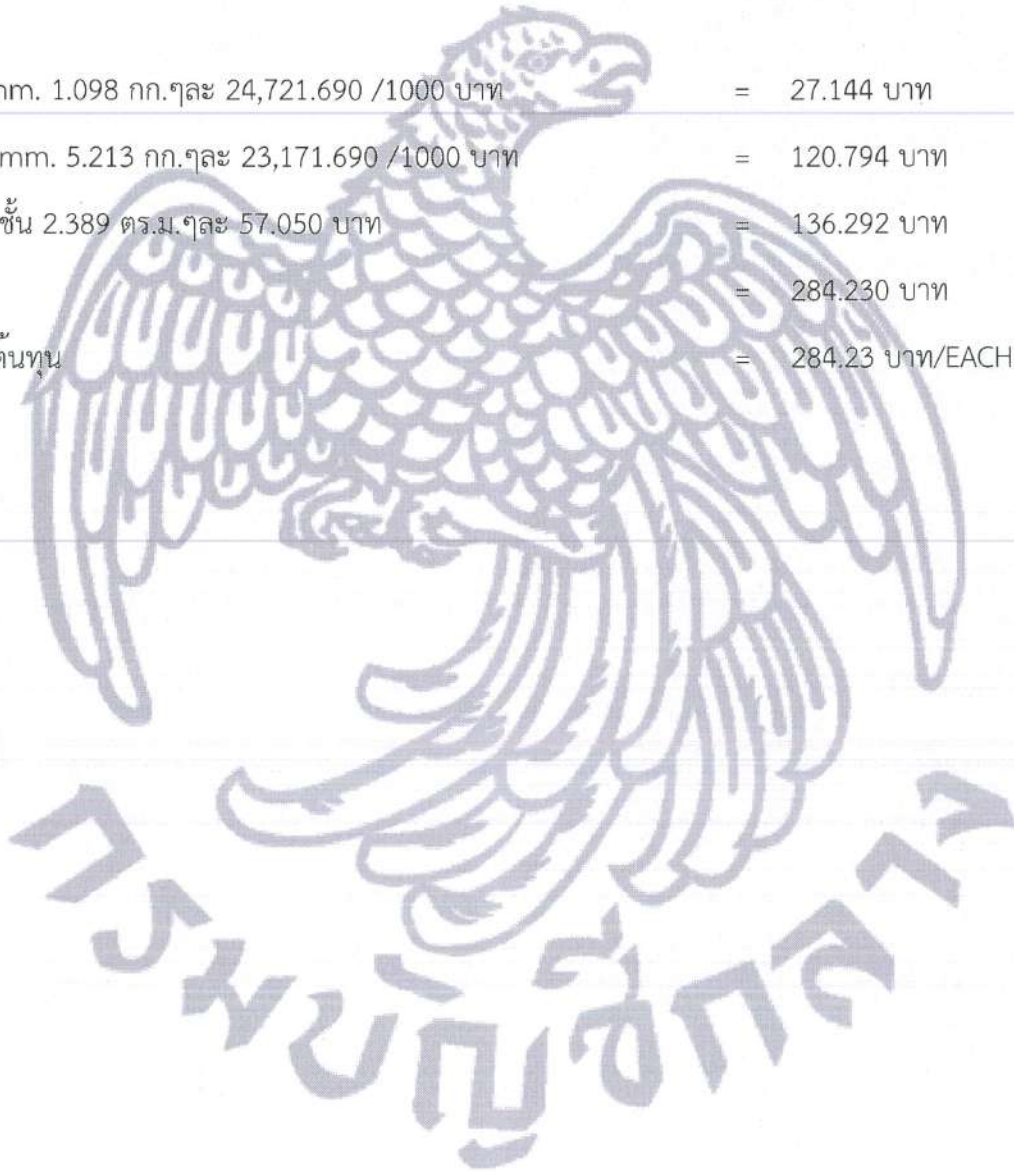 mm. 1.098 กก.ๆละ 24,721.690 /1000 บาท = 27.144 บาท
mm. 5.213 กก.ๆละ 23,171.690 /1000 บาท = 120.794 บาท
ชั้น 2.389 ตร.ม.ๆละ 57.050 บาท = 136.292 บาท
= 284.230 บาท
ต้นทุน = 284.23 บาท/EACH
กรมบัญชีกลาง